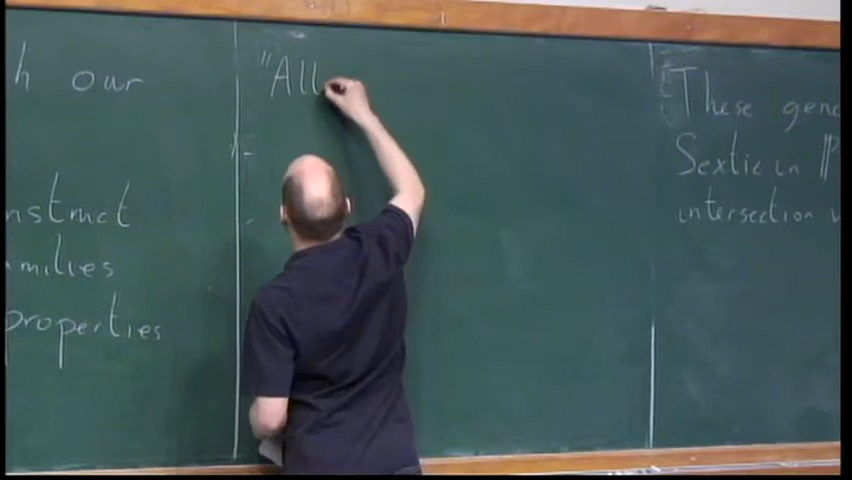 h our
nstruct
milies
properties
"All
These gene
Sextic in P
intersection